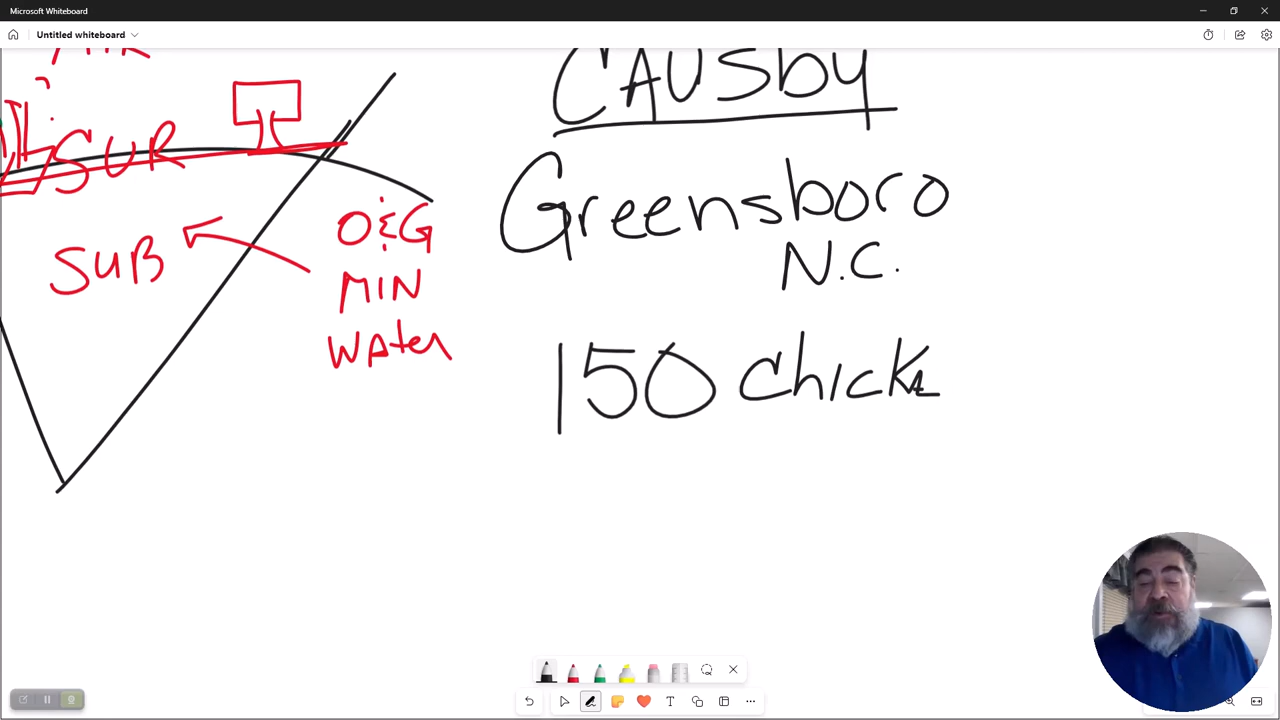 Microsoft Whiteboard
Untitled whiteboard
CAUSby
Greensboro
N.C.
150 chick
SUR
SUB
O&G
MIN
WAter
T